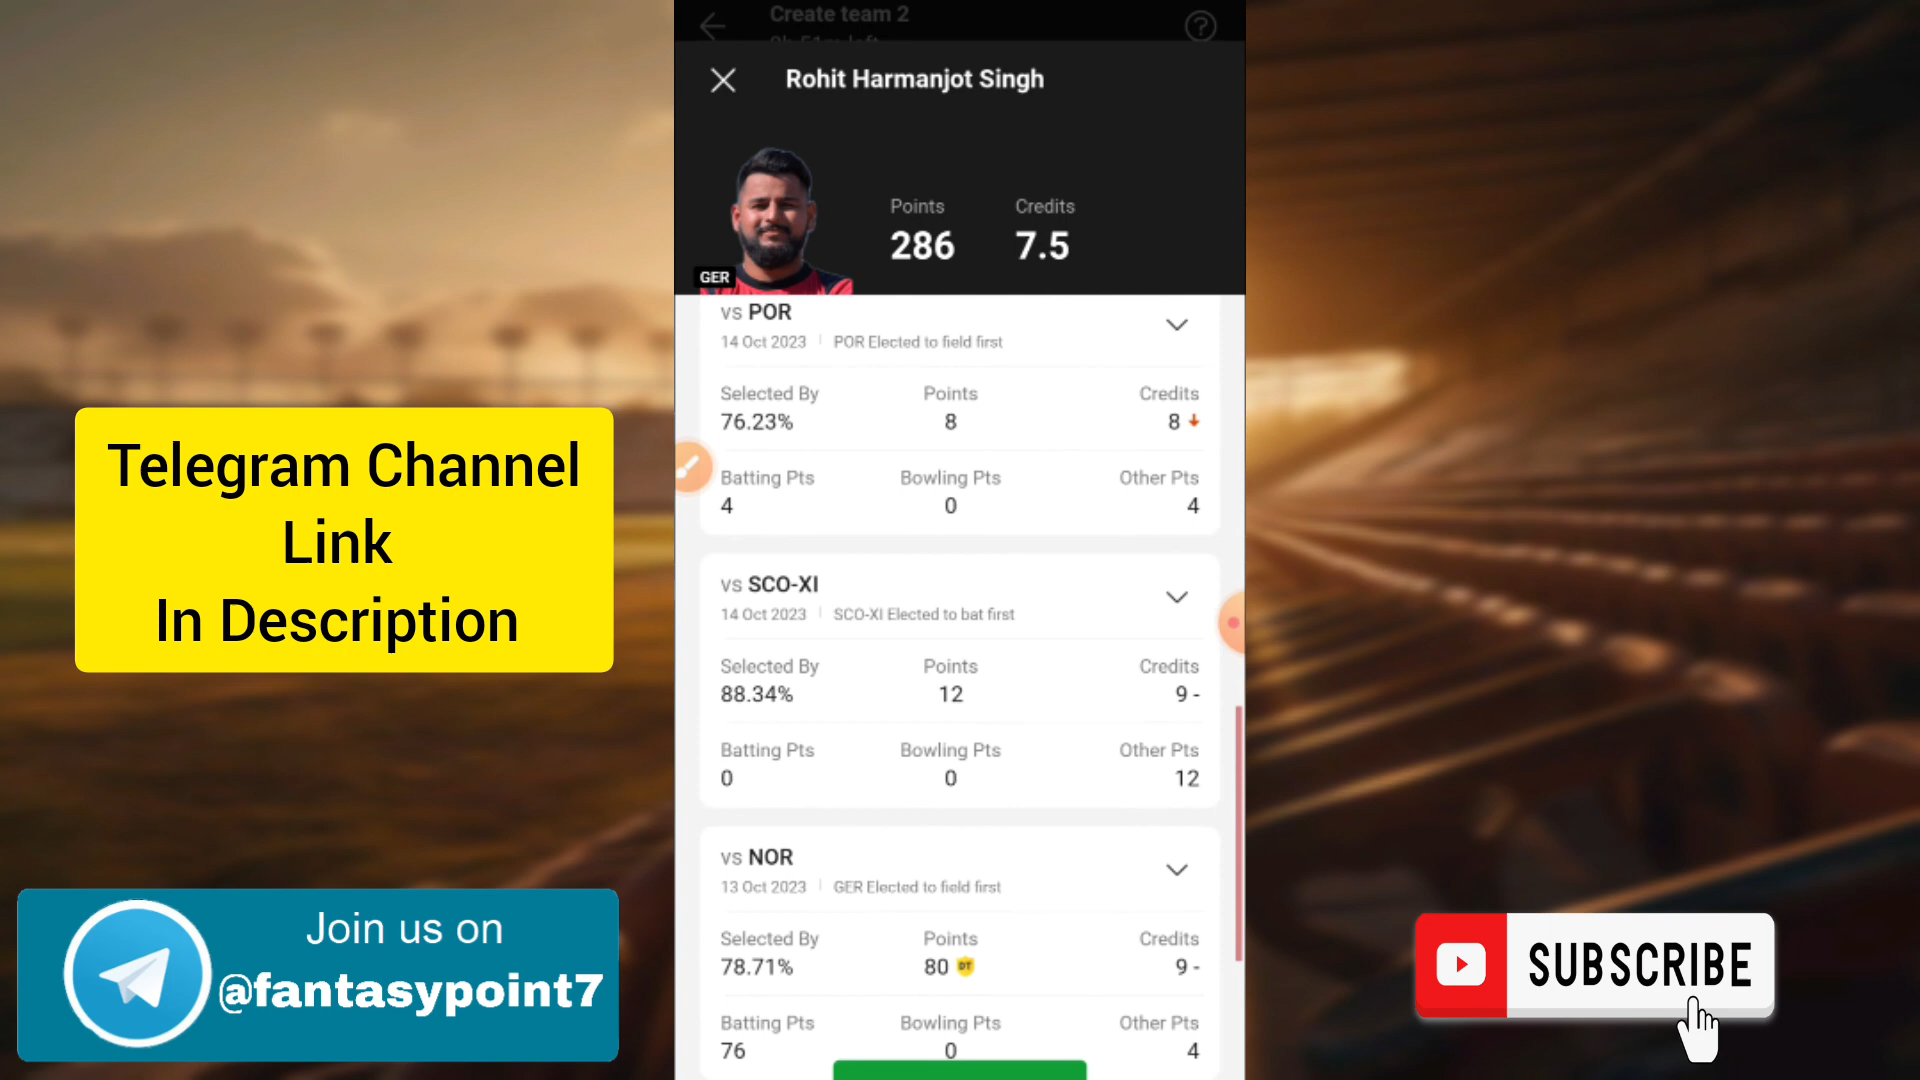 Create team 2
Rohit Harmanjot Singh
Points
Credits
286
7.5
GER
vs POR
14 Oct 2023
POR Elected to field first
Selected By
Points
Credits
76.23%
8
8
Batting Pts
Bowling Pts
Other Pts
4
0
4
vs SCO-XI
14 Oct 2023
SCO-XI Elected to bat first
Selected By
Points
Credits
88.34%
12
9 -
Batting Pts
Bowling Pts
Other Pts
0
0
12
vs NOR
13 Oct 2023
GER Elected to field first
Selected By
Points
Credits
78.71%
80 DT
9 -
Batting Pts
Bowling Pts
Other Pts
76
0
4
Telegram Channel
Link
In Description
Join us on
@fantasypoint7
SUBSCRIBE